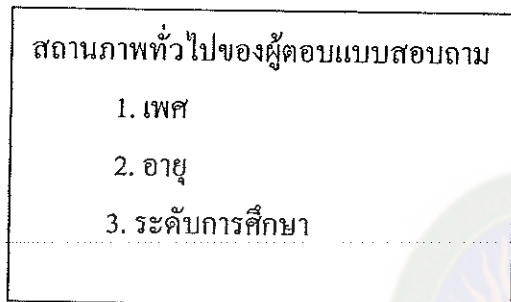 สถานภาพทั่วไปของผู้ตอบแบบสอบถาม
1. เพศ
2. อายุ
3. ระดับการศึกษา